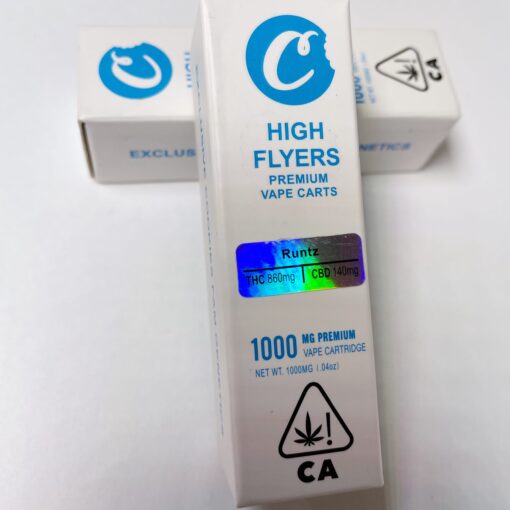 C
HIGH
FLYERS
PREMIUM
VAPE CARTS
Runtz
THC 860mg CBD 140mg
1000 MG PREMIUM
VAPE CARTRIDGE
NET WT. 1000MG (.04oz)
!
CA
C
HIGH
EXCLUS
NETICS
1000
!
CA